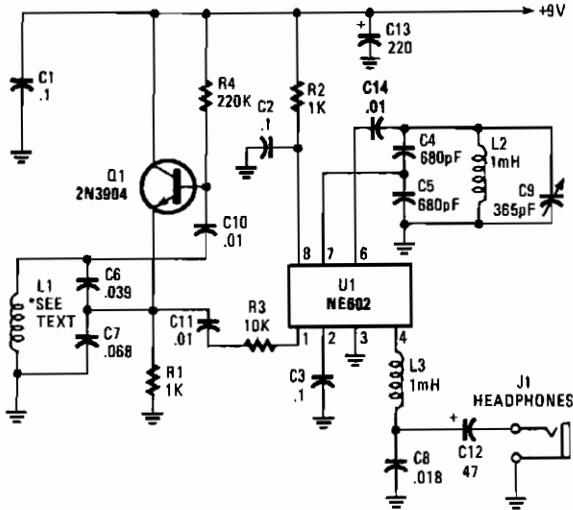 +9V
C1
.1
R4
220K
R2
1K
C13
220
+
C14
.01
C2
.1
Q1
2N3904
C4
680pF
L2
1mH
C5
680pF
C9
365pF
C10
.01
8
7
6
L1
*SEE
TEXT
C6
.039
U1
NE602
C7
.068
C11
.01
R3
10K
1
2
3
4
R1
1K
C3
.1
L3
1mH
J1
HEADPHONES
+
C12
47
C8
.018